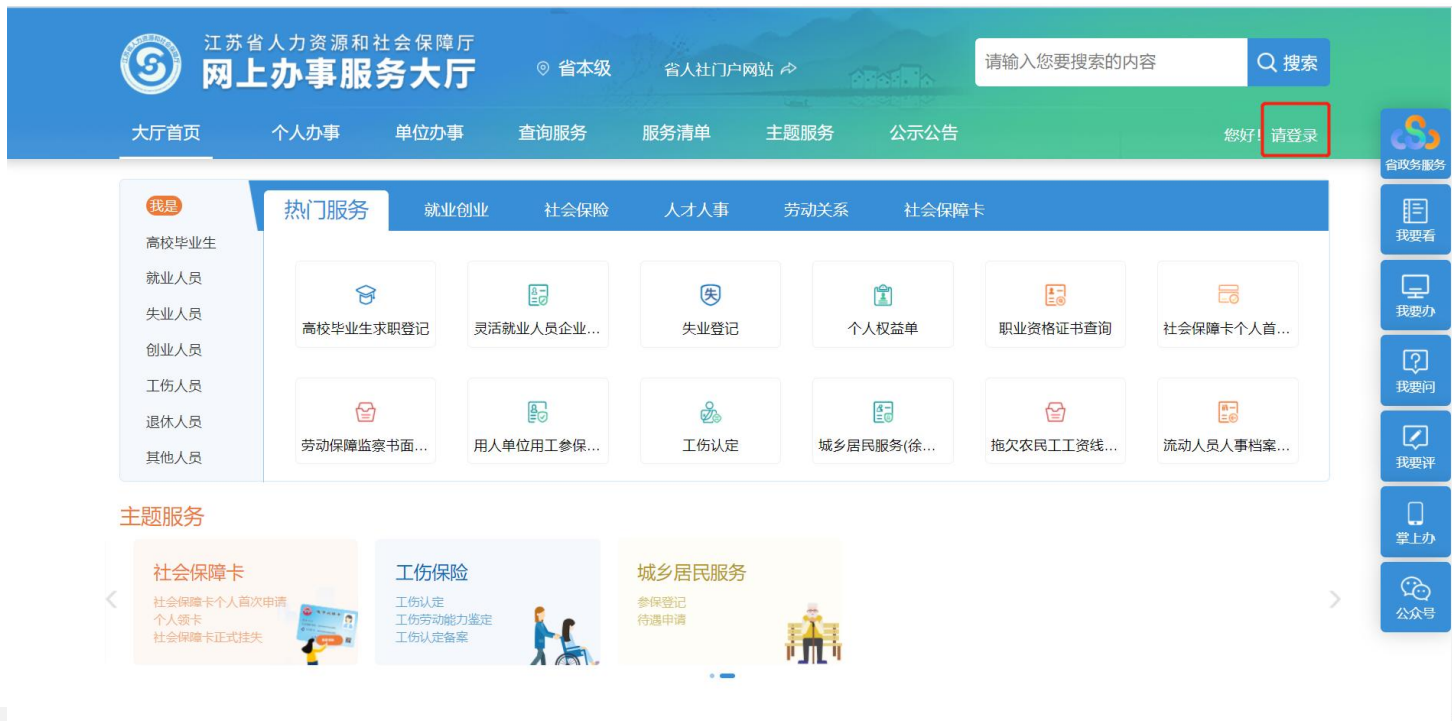 江苏省人力资源和社会保障厅
网上办事服务大厅
省本级
省人社门户网站
请输入您要搜索的内容
搜索
大厅首页
个人办事
单位办事
查询服务
服务清单
主题服务
公示公告
您好！请登录
省政务服务
我要看
我要办
我要问
我要评
掌上办
公众号
我是
高校毕业生
就业人员
失业人员
创业人员
工伤人员
退休人员
其他人员
热门服务
就业创业
社会保险
人才人事
劳动关系
社会保障卡
高校毕业生求职登记
灵活就业人员企业...
失
失业登记
个人权益单
职业资格证书查询
社会保障卡个人首...
劳动保障监察书面...
用人单位用工参保...
工伤认定
城乡居民服务(徐...
拖欠农民工工资线...
流动人员人事档案...
主题服务
社会保障卡
社会保障卡个人首次申请
个人领卡
社会保障卡正式挂失
工伤保险
工伤认定
工伤劳动能力鉴定
工伤认定备案
城乡居民服务
参保登记
待遇申请